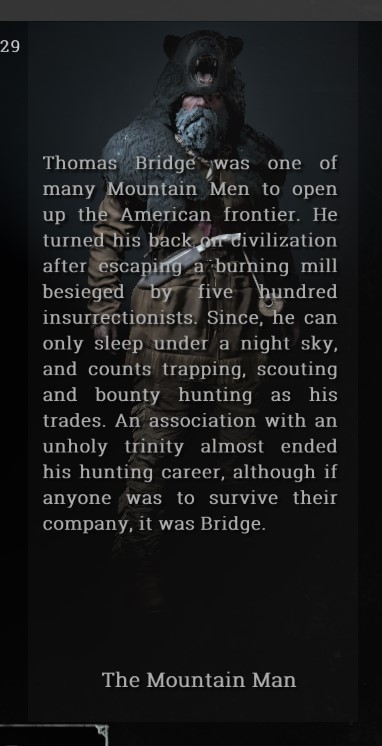 29
Thomas Bridge was one of
many Mountain Men to open
up the American frontier. He
turned his back on civilization
after escaping a burning mill
besieged by five hundred
insurrectionists. Since, he can
only sleep under a night sky,
and counts trapping, scouting
and bounty hunting as his
trades. An association with an
unholy trinity almost ended
his hunting career, although if
anyone was to survive their
company, it was Bridge.
The Mountain Man